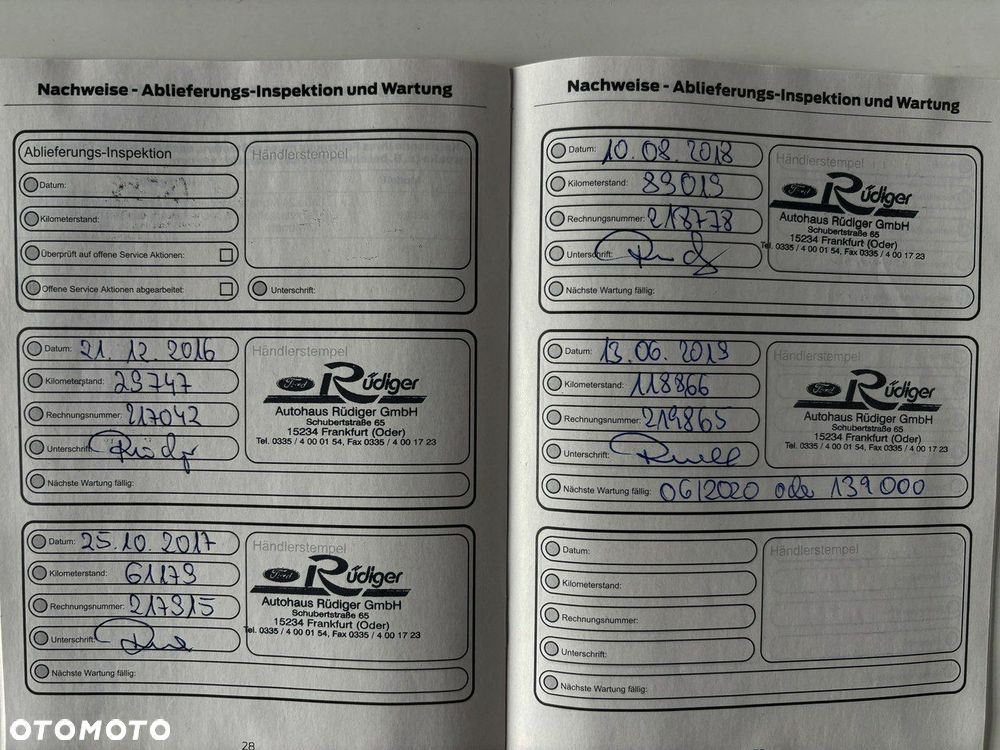 Nachweise - Ablieferungs-Inspektion und Wartung
Ablieferungs-Inspektion
Händlerstempel
Datum:
Kilometerstand:
Überprüft auf offene Service Aktionen:
Offene Service Aktionen abgearbeitet:
Unterschrift:
Datum: 21. 12. 2016
Kilometerstand: 29747
Rechnungsnummer: 217042
Unterschrift:
Nächste Wartung fällig:
Händlerstempel
Ford Rüdiger
Autohaus Rüdiger GmbH
Schubertstraße 65
15234 Frankfurt (Oder)
Tel. 0335 / 4 00 01 54, Fax 0335 / 4 00 17 23
Datum: 25.10.2017
Kilometerstand: 61179
Rechnungsnummer: 217915
Unterschrift:
Nächste Wartung fällig:
Händlerstempel
Ford Rüdiger
Autohaus Rüdiger GmbH
Schubertstraße 65
15234 Frankfurt (Oder)
Tel. 0335 / 4 00 01 54, Fax 0335 / 4 00 17 23
28
Nachweise - Ablieferungs-Inspektion und Wartung
Datum: 10.08.2018
Kilometerstand: 89019
Rechnungsnummer: 218778
Unterschrift:
Nächste Wartung fällig:
Händlerstempel
Ford Rüdiger
Autohaus Rüdiger GmbH
Schubertstraße 65
15234 Frankfurt (Oder)
Tel. 0335 / 4 00 01 54, Fax 0335 / 4 00 17 23
Datum: 13.06.2019
Kilometerstand: 118866
Rechnungsnummer: 219865
Unterschrift:
Nächste Wartung fällig: 06/2020 oder 139000
Händlerstempel
Ford Rüdiger
Autohaus Rüdiger GmbH
Schubertstraße 65
15234 Frankfurt (Oder)
Tel. 0335 / 4 00 01 54, Fax 0335 / 4 00 17 23
Datum:
Kilometerstand:
Rechnungsnummer:
Unterschrift:
Nächste Wartung fällig:
Händlerstempel
OTOMOTO